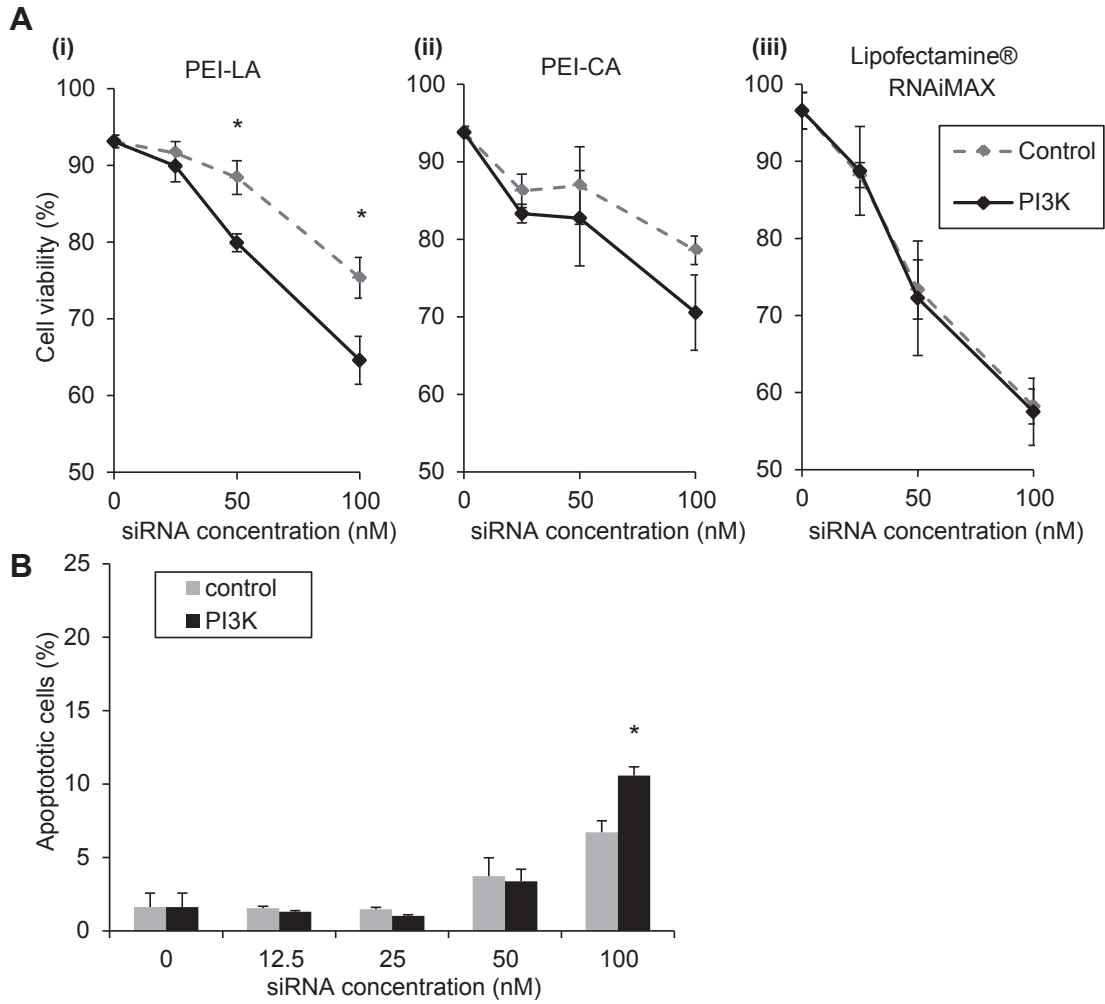 A
(i)
PEI-LA
100
90
80
70
60
50
Cell viability (%)
*
*
0 50 100
siRNA concentration (nM)
(ii)
PEI-CA
100
90
80
70
60
50
0 50 100
siRNA concentration (nM)
(iii)
Lipofectamine®
RNAiMAX
100
90
80
70
60
50
Control
PI3K
0 50 100
siRNA concentration (nM)
B
25
20
15
10
5
0
Apoptototic cells (%)
control
PI3K
*
0 12.5 25 50 100
siRNA concentration (nM)